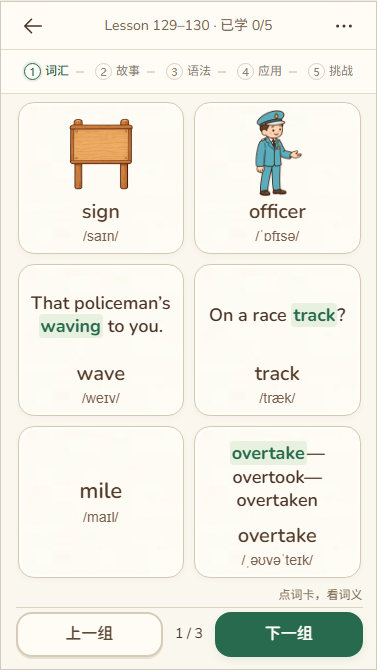 Lesson 129–130 · 已学 0/5
1 词汇 – 2 故事 – 3 语法 – 4 应用 – 5 挑战
sign
/saɪn/
officer
/ˈɒfɪsə/
That policeman's
waving to you.
wave
/weɪv/
On a race track?
track
/træk/
mile
/maɪl/
overtake—
overtook—
overtaken
overtake
/ˌəʊvəˈteɪk/
点词卡，看词义
上一组
1 / 3
下一组